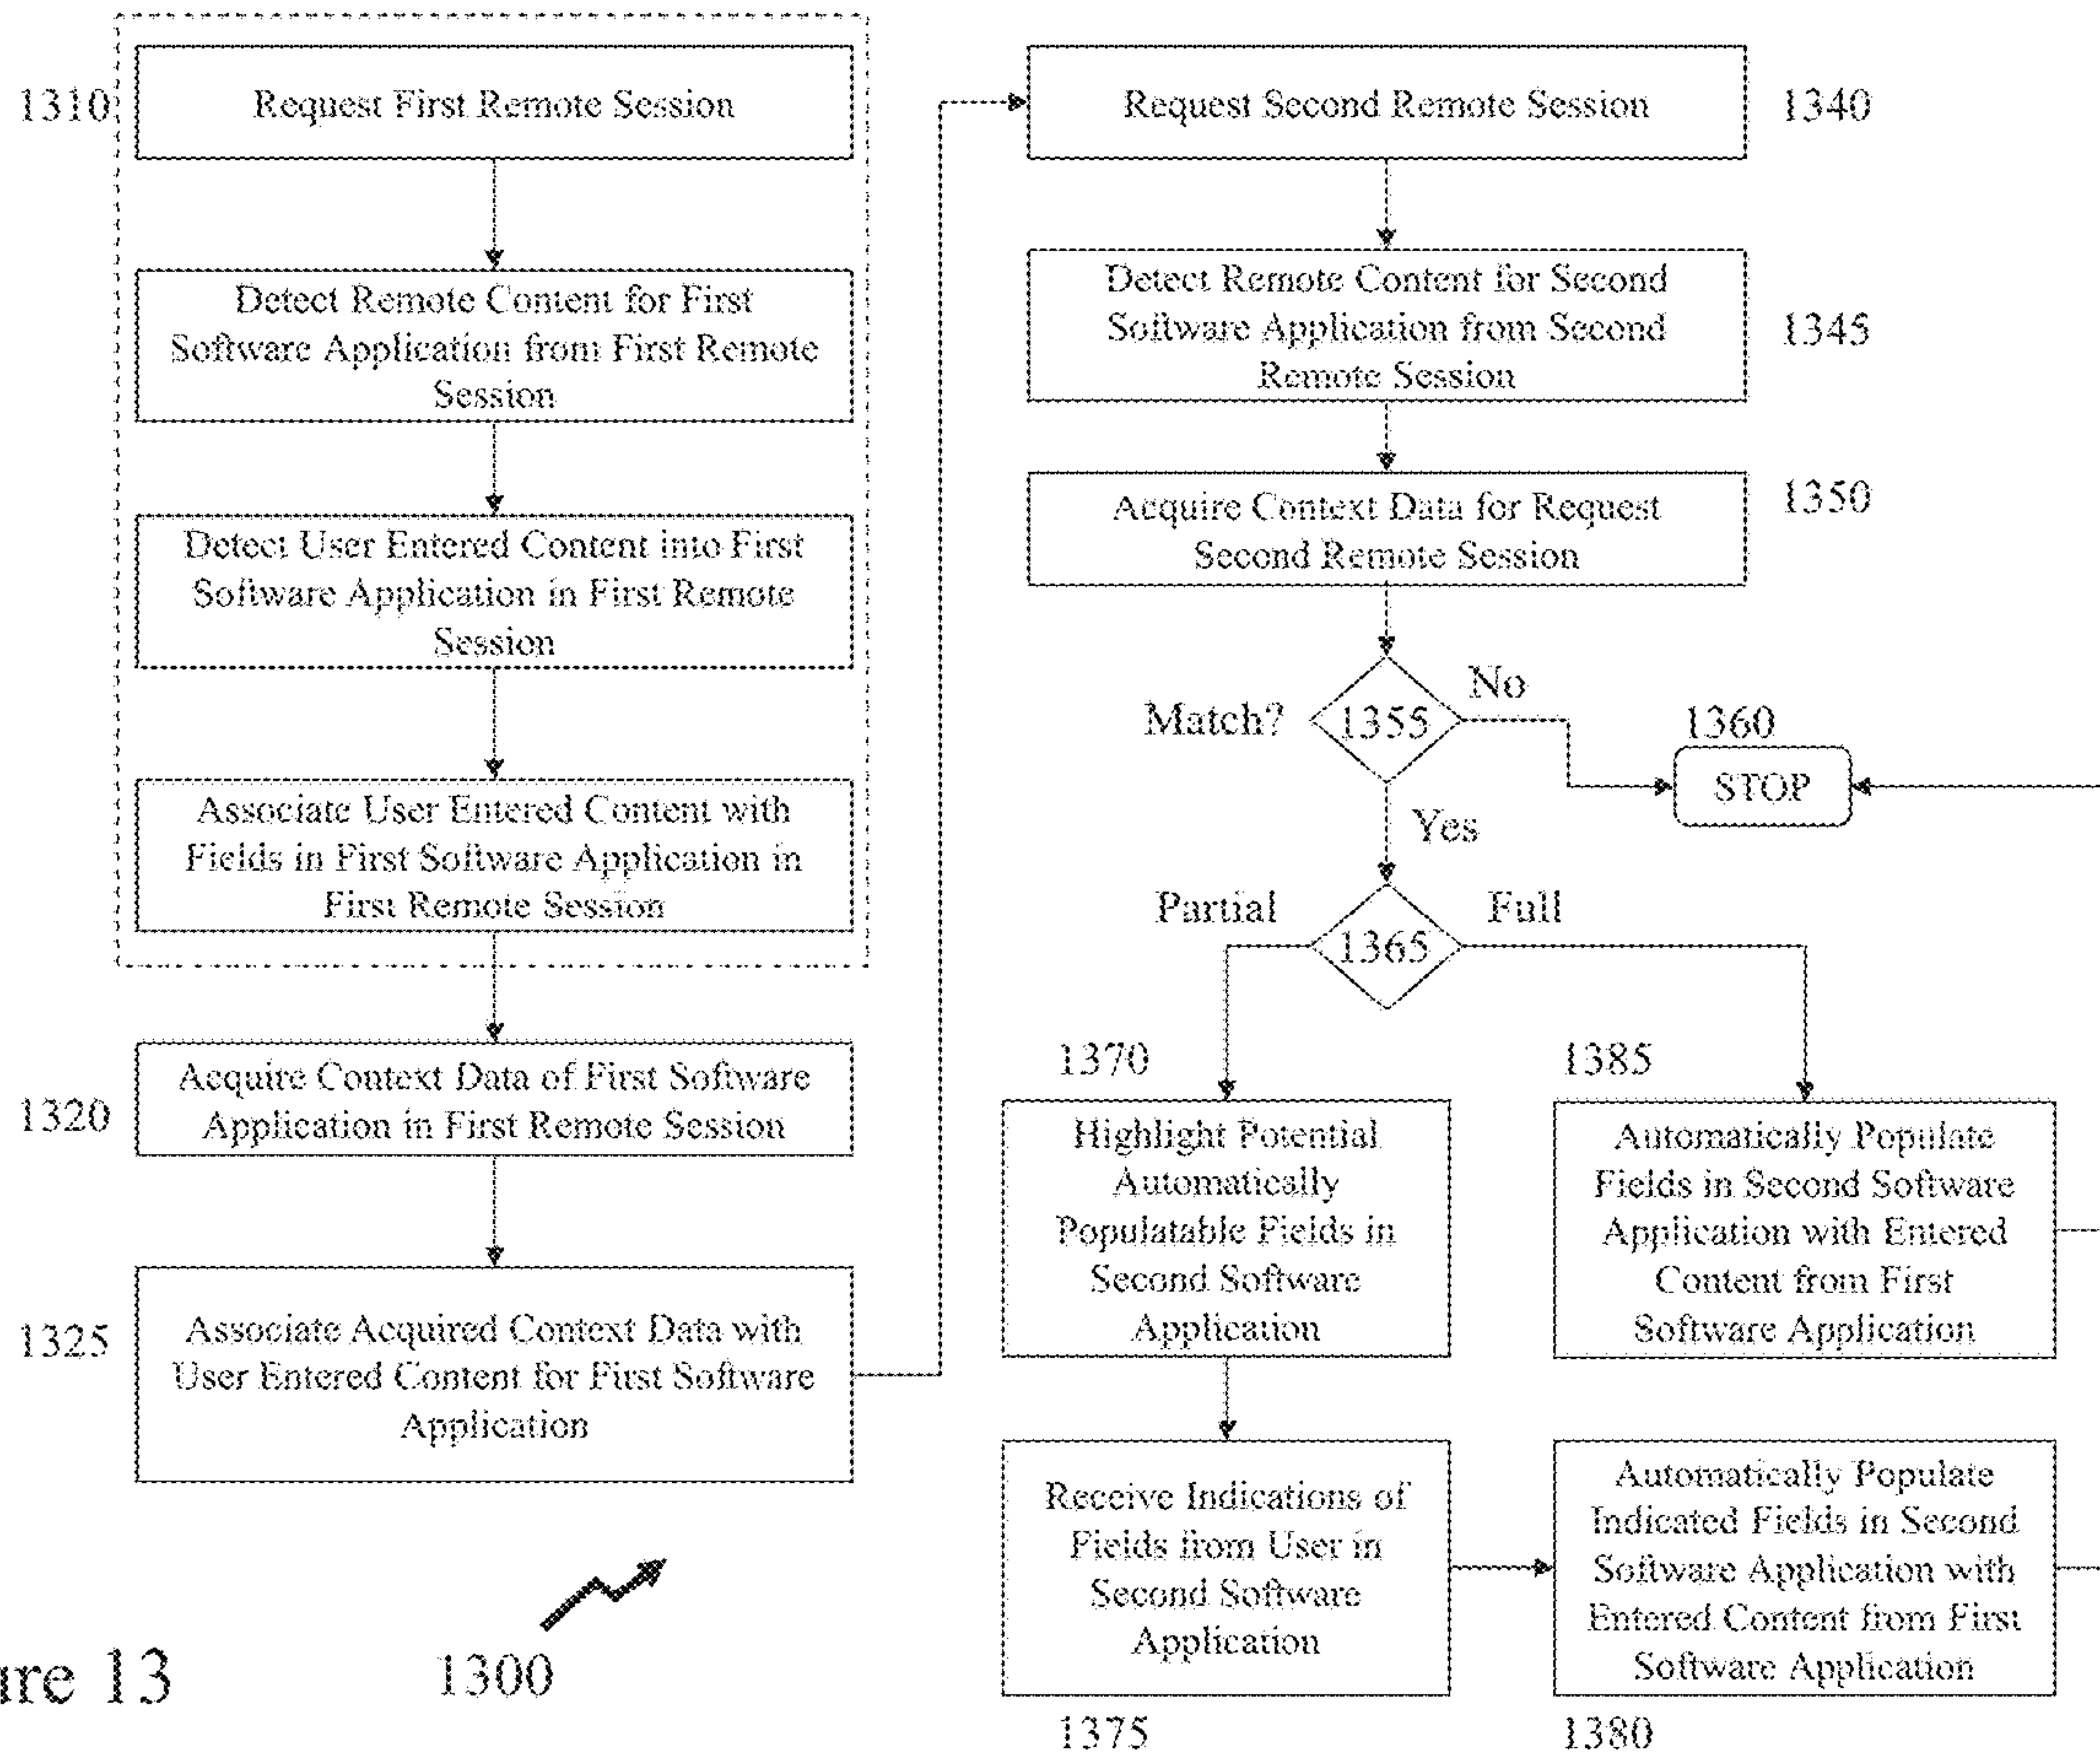 1310
Request First Remote Session
Detect Remote Content for First
Software Application from First Remote
Session
Detect User Entered Content into First
Software Application in First Remote
Session
Associate User Entered Content with
Fields in First Software Application in
First Remote Session
1320
Acquire Context Data of First Software
Application in First Remote Session
1325
Associate Acquired Context Data with
User Entered Content for First Software
Application
Request Second Remote Session
1340
Detect Remote Content for Second
Software Application from Second
Remote Session
1345
Acquire Context Data for Request
Second Remote Session
1350
Match?
1355
No
1360
STOP
Yes
Partial
1365
Full
1370
Highlight Potential
Automatically
Populatable Fields in
Second Software
Application
1385
Automatically Populate
Fields in Second Software
Application with Entered
Content from First
Software Application
Receive Indications of
Fields from User in
Second Software
Application
1375
Automatically Populate
Indicated Fields in Second
Software Application with
Entered Content from First
Software Application
1380
ure 13
1300